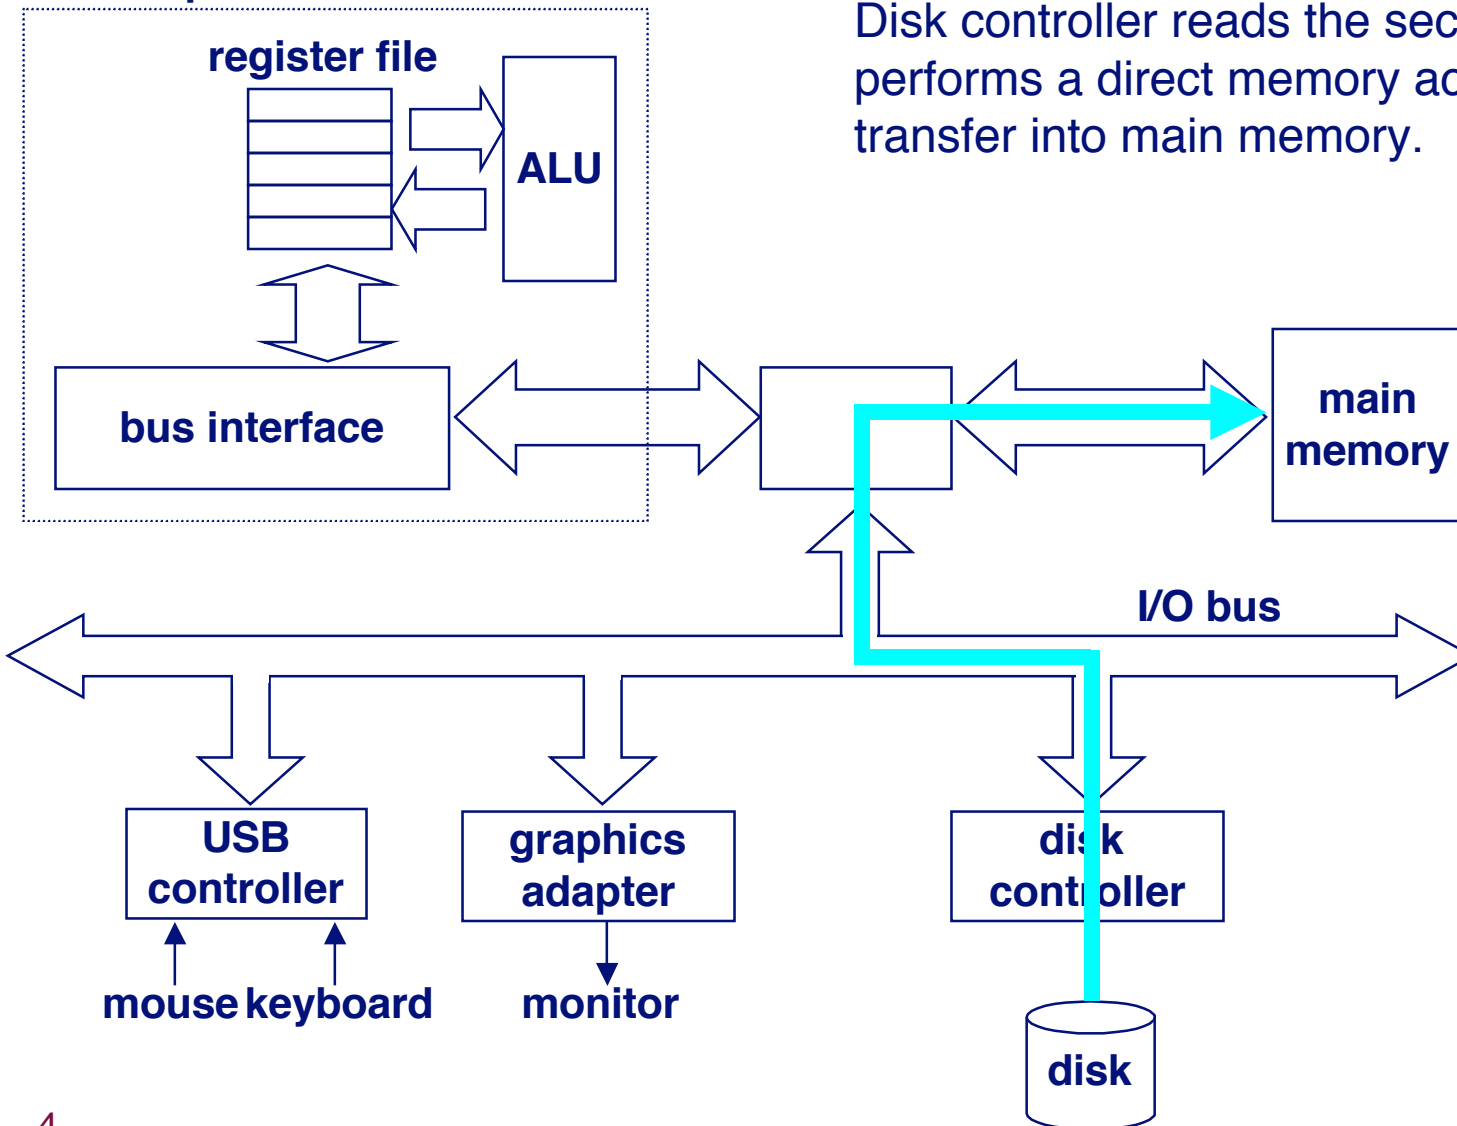 Disk controller reads the sec
performs a direct memory ac
transfer into main memory.
register file
ALU
bus interface
main
memory
I/O bus
USB
controller
graphics
adapter
disk
controller
mouse keyboard
monitor
disk